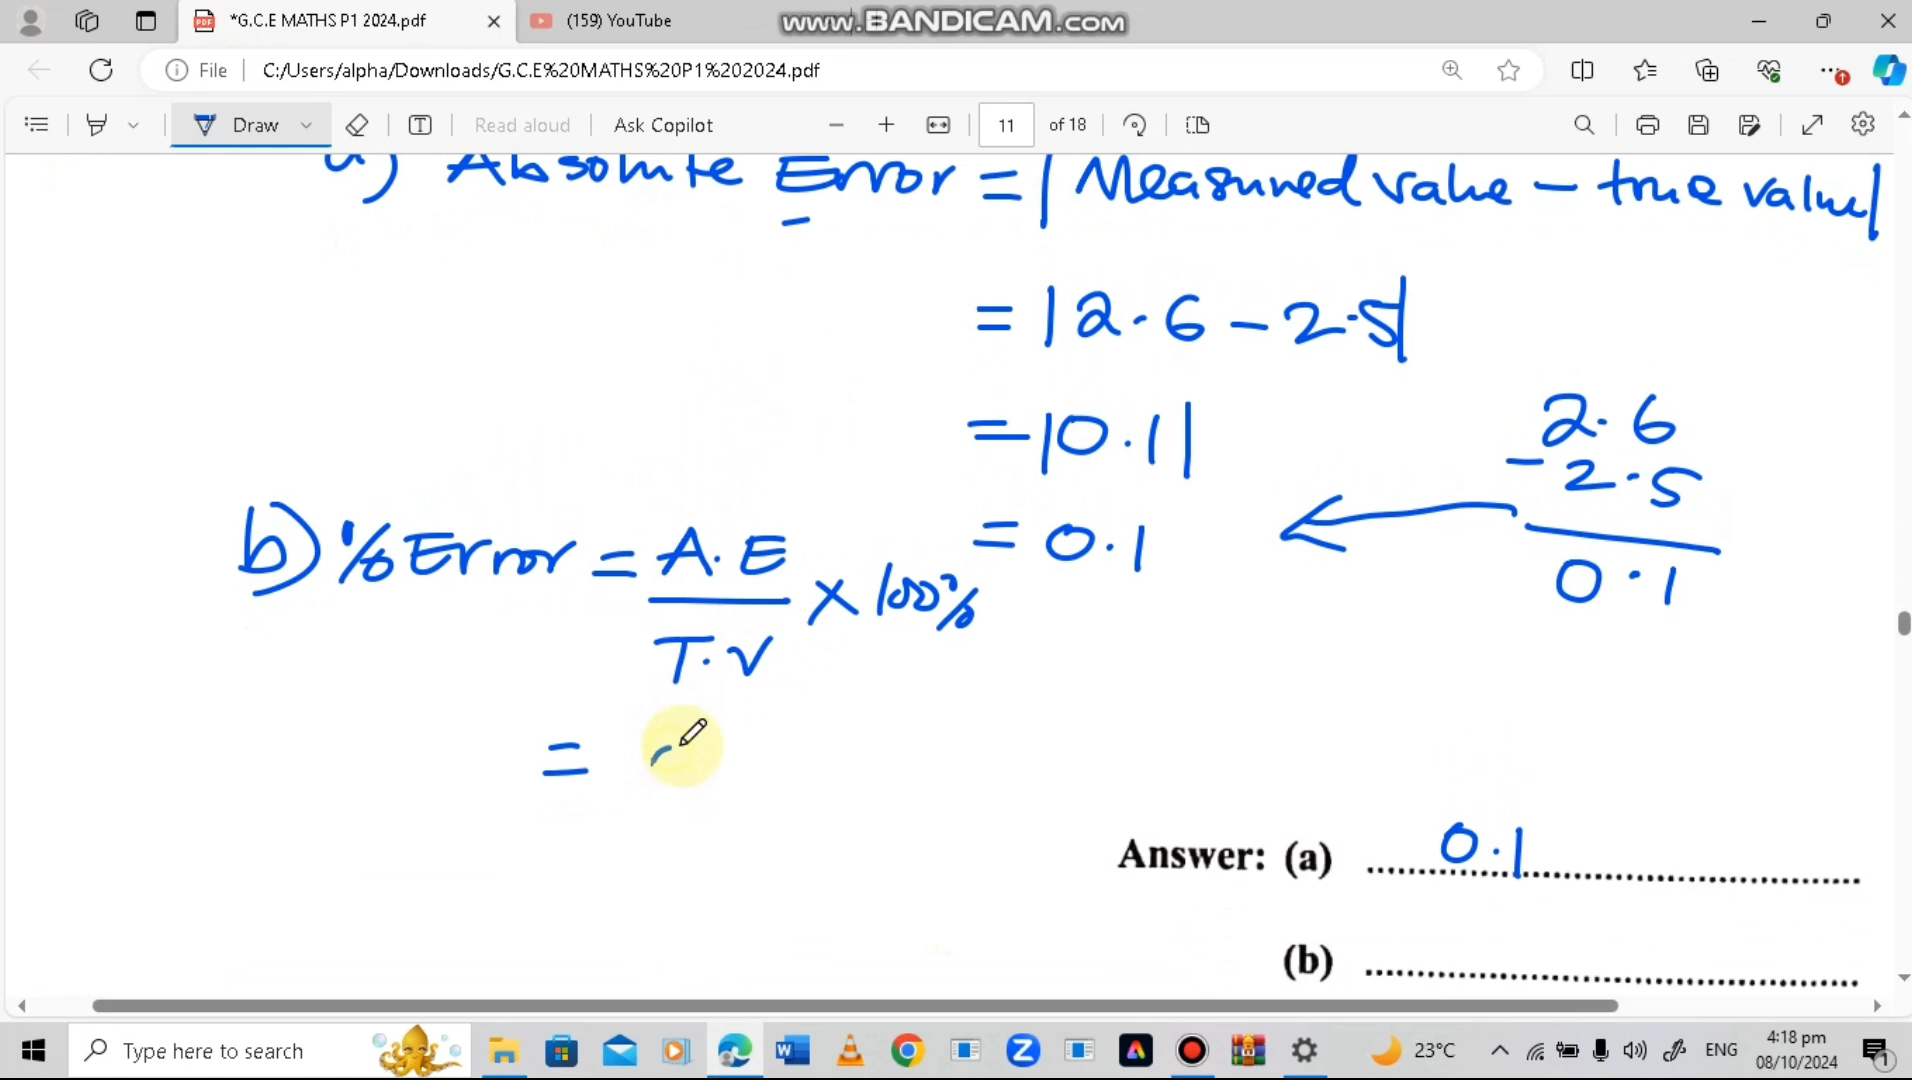 *G.C.E MATHS P1 2024.pdf
(159) YouTube
www.BANDICAM.com
File
C:/Users/alpha/Downloads/G.C.E%20MATHS%20P1%202024.pdf
Draw
Read aloud
Ask Copilot
11 of 18
a) Absolute Error = | Measured value - true value|
= |2.6 - 2.5|
= |0.1|
= 0.1
2.6
- 2.5
0.1
b) % Error = A.E
T.V
x 100%
=
Answer: (a) 0.1
(b)
Type here to search
23°C
ENG
4:18 pm
08/10/2024
1